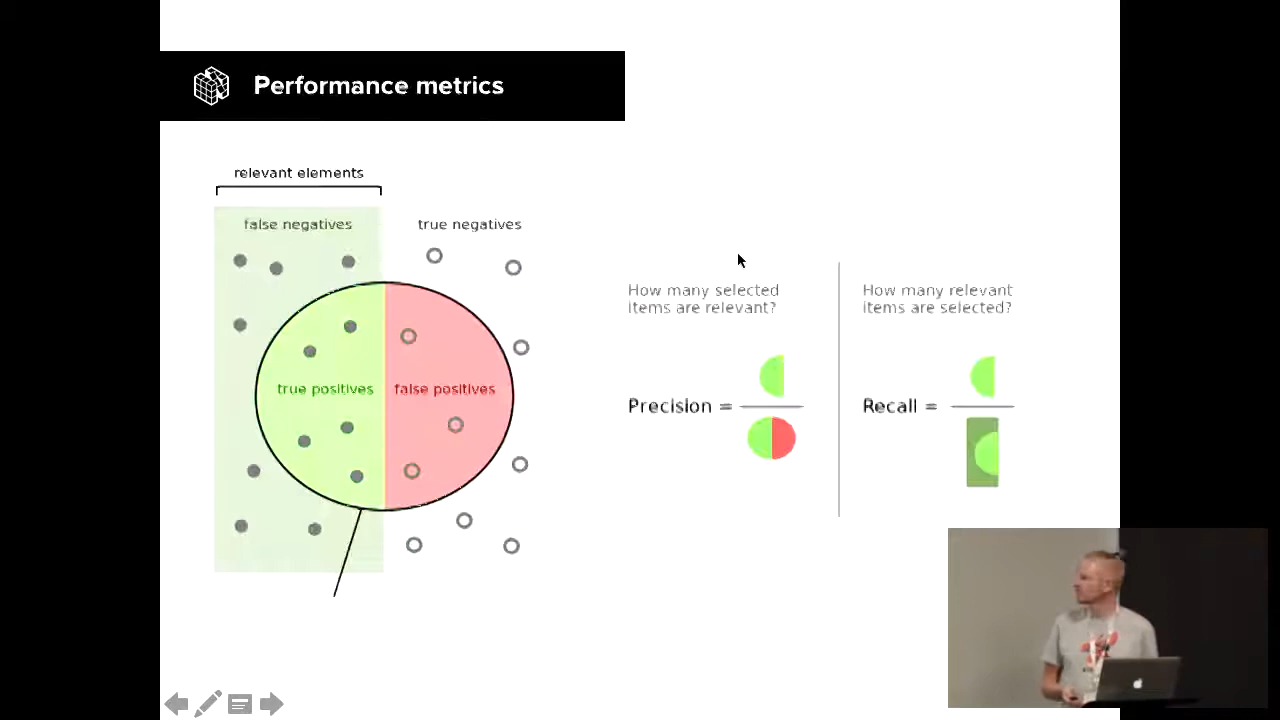 Performance metrics
relevant elements
false negatives
true negatives
true positives
false positives
How many selected
items are relevant?
Precision =
How many relevant
items are selected?
Recall =